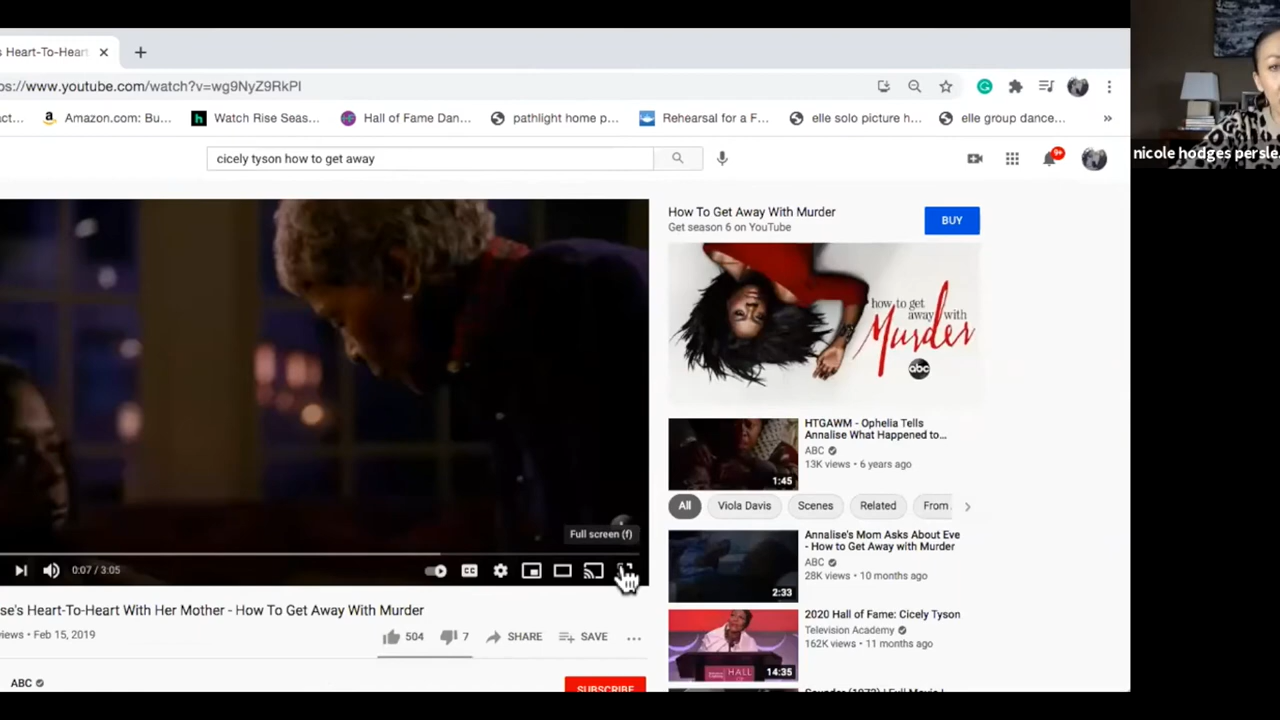 s Heart-To-Heart
ps://www.youtube.com/watch?v=wg9NyZ9RkPI
act...
Amazon.com: Bu...
Watch Rise Seas...
Hall of Fame Dan...
pathlight home p...
Rehearsal for a F...
elle solo picture h...
elle group dance...
»
nicole hodges persle
cicely tyson how to get away
9+
How To Get Away With Murder
Get season 6 on YouTube
BUY
how to get
away with
Murder
abc
HTGAWM - Ophelia Tells
Annalise What Happened to...
ABC
13K views • 6 years ago
1:45
All
Viola Davis
Scenes
Related
From
Full screen (f)
0:07 / 3:05
CC
Annalise's Mom Asks About Eve
- How to Get Away with Murder
ABC
28K views • 10 months ago
2:33
se's Heart-To-Heart With Her Mother - How To Get Away With Murder
iews • Feb 15, 2019
504
7
SHARE
SAVE
2020 Hall of Fame: Cicely Tyson
Television Academy
162K views • 11 months ago
HALL
14:35
ABC
SUBSCRIBE